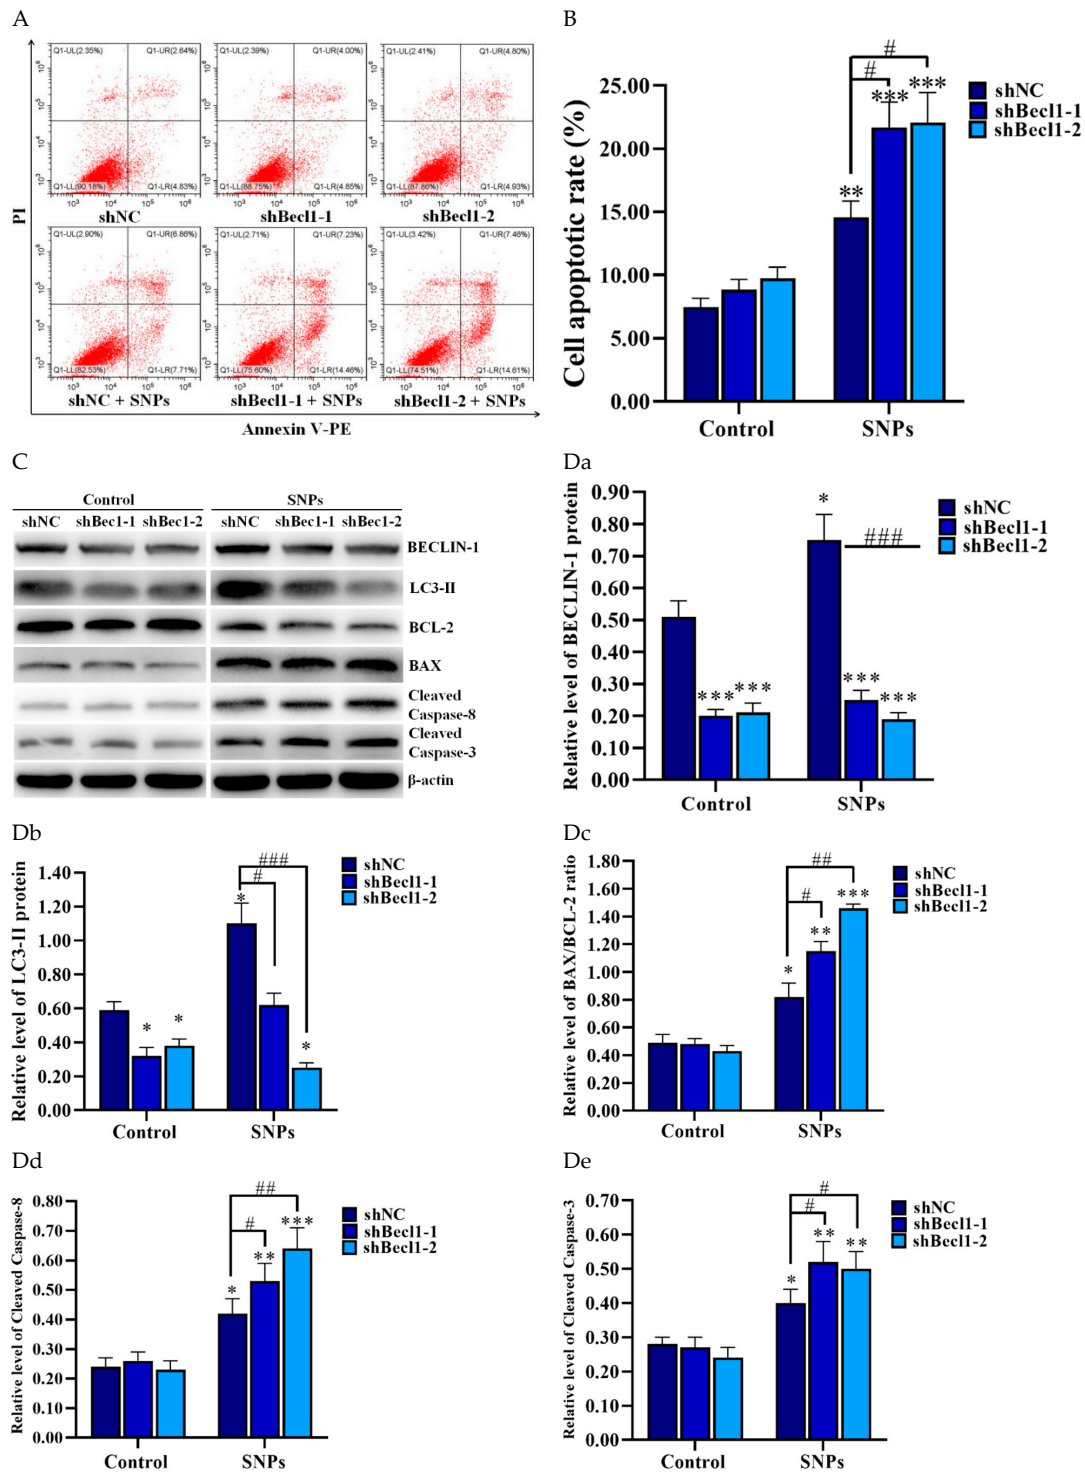 A
Q1-UL(2.35%) Q1-UR(2.64%) Q1-UL(2.39%) Q1-UR(4.00%) Q1-UL(2.41%) Q1-UR(4.80%)
Q1-LL(90.18%) Q1-LR(4.83%) Q1-LL(88.75%) Q1-LR(4.85%) Q1-LL(87.86%) Q1-LR(4.93%)
shNC shBecl1-1 shBecl1-2
PI
Q1-UL(2.90%) Q1-UR(6.86%) Q1-UL(2.71%) Q1-UR(7.23%) Q1-UL(3.42%) Q1-UR(7.46%)
Q1-LL(82.53%) Q1-LR(7.71%) Q1-LL(75.60%) Q1-LR(14.46%) Q1-LL(74.51%) Q1-LR(14.61%)
shNC + SNPs shBecl1-1 + SNPs shBecl1-2 + SNPs
Annexin V-PE
B
Cell apoptotic rate (%)
25.00
20.00
15.00
10.00
5.00
0.00
# #
** *** ***
Control SNPs
shNC
shBecl1-1
shBecl1-2
C
Control SNPs
shNC shBec1-1 shBec1-2 shNC shBec1-1 shBec1-2
BECLIN-1
LC3-II
BCL-2
BAX
Cleaved
Caspase-8
Cleaved
Caspase-3
β-actin
Da
Relative level of BECLIN-1 protein
0.90
0.80
0.70
0.60
0.50
0.40
0.30
0.20
0.10
0.00
* ###
*** *** *** ***
Control SNPs
shNC
shBecl1-1
shBecl1-2
Db
Relative level of LC3-II protein
1.40
1.20
1.00
0.80
0.60
0.40
0.20
0.00
###
#
* * * *
Control SNPs
shNC
shBecl1-1
shBecl1-2
Dc
Relative level of BAX/BCL-2 ratio
1.80
1.60
1.40
1.20
1.00
0.80
0.60
0.40
0.20
0.00
##
#
* ** ***
Control SNPs
shNC
shBecl1-1
shBecl1-2
Dd
Relative level of Cleaved Caspase-8
0.80
0.70
0.60
0.50
0.40
0.30
0.20
0.10
0.00
##
#
* ** ***
Control SNPs
shNC
shBecl1-1
shBecl1-2
De
Relative level of Cleaved Caspase-3
0.70
0.60
0.50
0.40
0.30
0.20
0.10
0.00
#
#
* ** **
Control SNPs
shNC
shBecl1-1
shBecl1-2